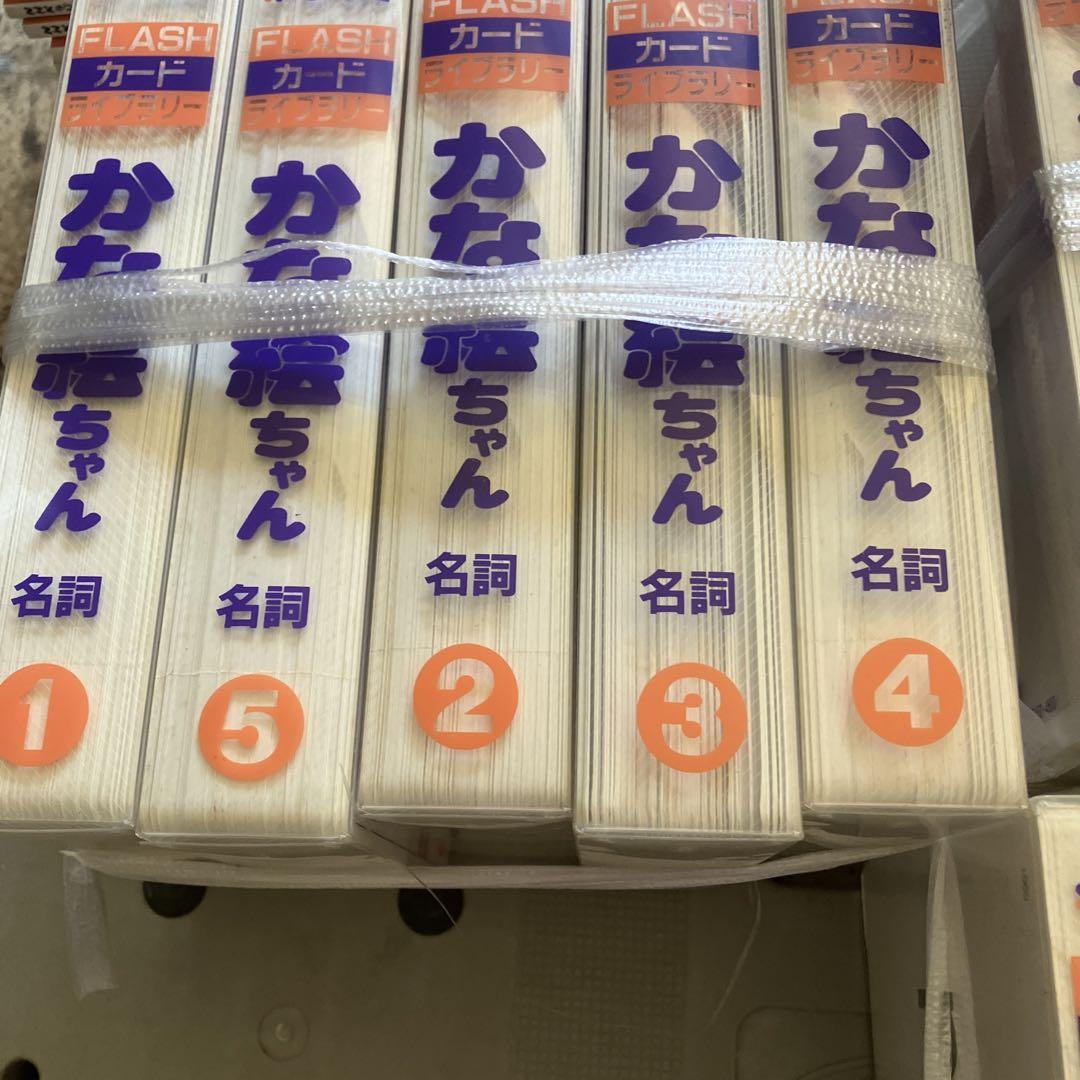 FLASH
カード
ライブラリー
かな絵ちゃん
名詞
1
FLASH
カード
ライブラリー
かな絵ちゃん
名詞
5
FLASH
カード
ライブラリー
かな絵ちゃん
名詞
2
FLASH
カード
ライブラリー
かな絵ちゃん
名詞
3
FLASH
カード
ライブラリー
かな絵ちゃん
名詞
4